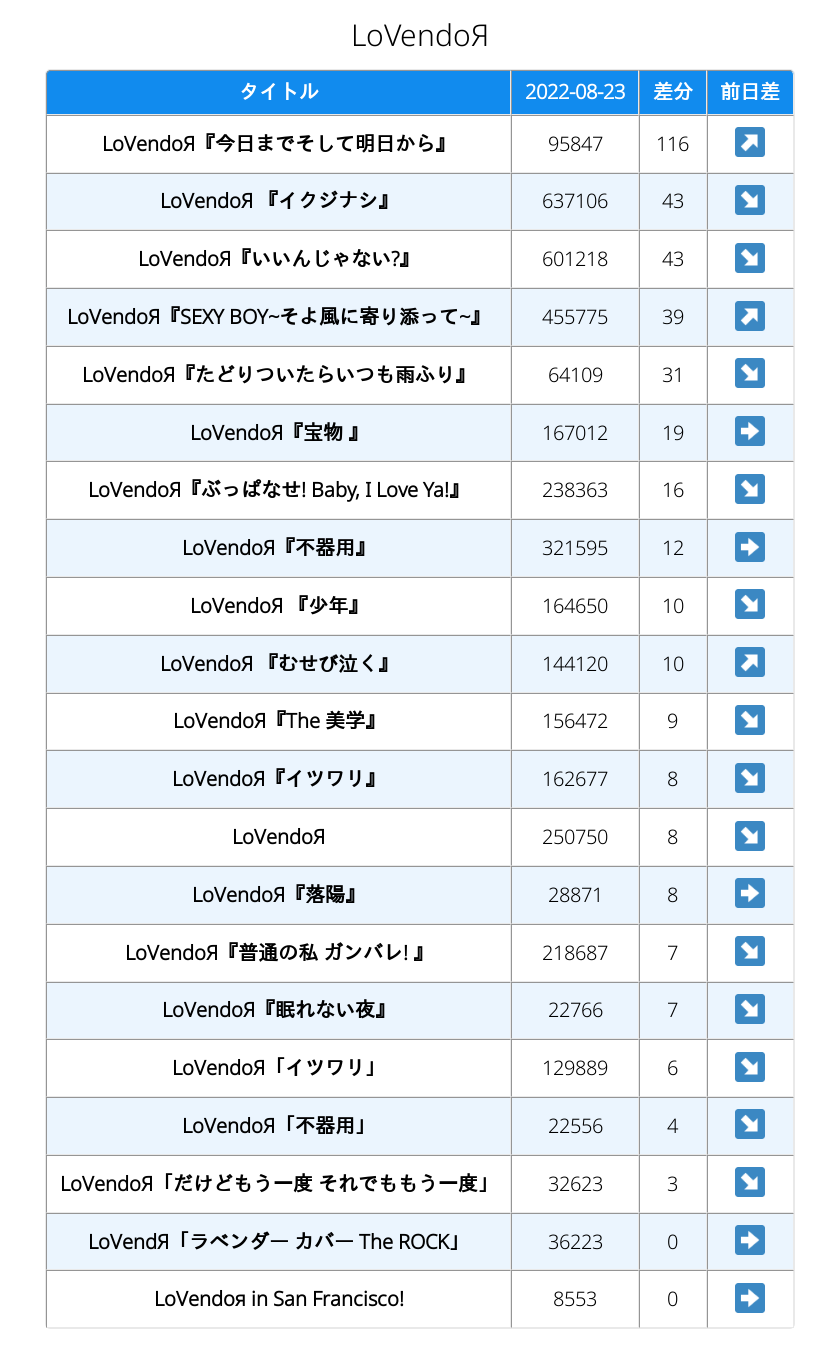 LoVendoЯ
タイトル 2022-08-23 差分 前日差
LoVendoЯ『今日までそして明日から』 95847 116 ↗
LoVendoЯ 『イクジナシ』 637106 43 ↘
LoVendoЯ『いいんじゃない?』 601218 43 ↘
LoVendoЯ『SEXY BOY~そよ風に寄り添って~』 455775 39 ↗
LoVendoЯ『たどりついたらいつも雨ふり』 64109 31 ↘
LoVendoЯ『宝物 』 167012 19 ➡
LoVendoЯ『ぶっぱなせ! Baby, I Love Ya!』 238363 16 ↘
LoVendoЯ『不器用』 321595 12 ➡
LoVendoЯ 『少年』 164650 10 ↘
LoVendoЯ 『むせび泣く』 144120 10 ↗
LoVendoЯ『The 美学』 156472 9 ↘
LoVendoЯ『イツワリ』 162677 8 ↘
LoVendoЯ 250750 8 ↘
LoVendoЯ『落陽』 28871 8 ➡
LoVendoЯ『普通の私 ガンバレ! 』 218687 7 ↘
LoVendoЯ『眠れない夜』 22766 7 ↘
LoVendoЯ「イツワリ」 129889 6 ↘
LoVendoЯ「不器用」 22556 4 ↘
LoVendoЯ「だけどもう一度 それでももう一度」 32623 3 ↘
LoVendЯ「ラベンダー カバー The ROCK」 36223 0 ➡
LoVendoя in San Francisco! 8553 0 ➡